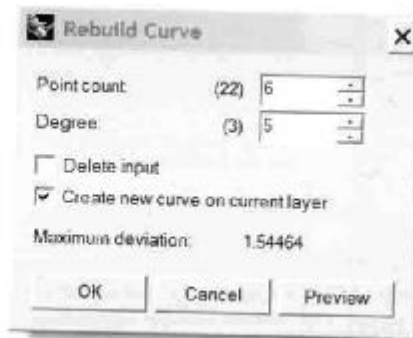 Rebuild Curve
Point count: (22) 6
Degree: (3) 5
Delete input
Create new curve on current layer
Maximum deviation: 1.54464
OK Cancel Preview